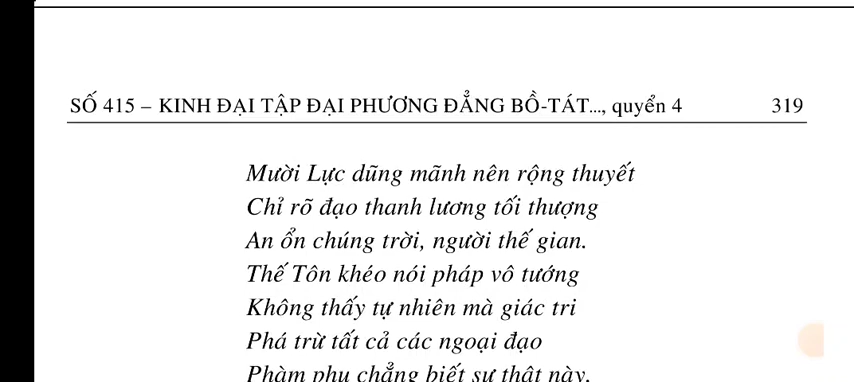 SỐ 415 – KINH ĐẠI TẬP ĐẠI PHƯƠNG ĐẲNG BỒ-TÁT..., quyển 4 319
Mười Lực dũng mãnh nên rộng thuyết
Chỉ rõ đạo thanh lương tối thượng
An ổn chúng trời, người thế gian.
Thế Tôn khéo nói pháp vô tướng
Không thấy tự nhiên mà giác tri
Phá trừ tất cả các ngoại đạo
Phàm phu chẳng biết sự thật này.